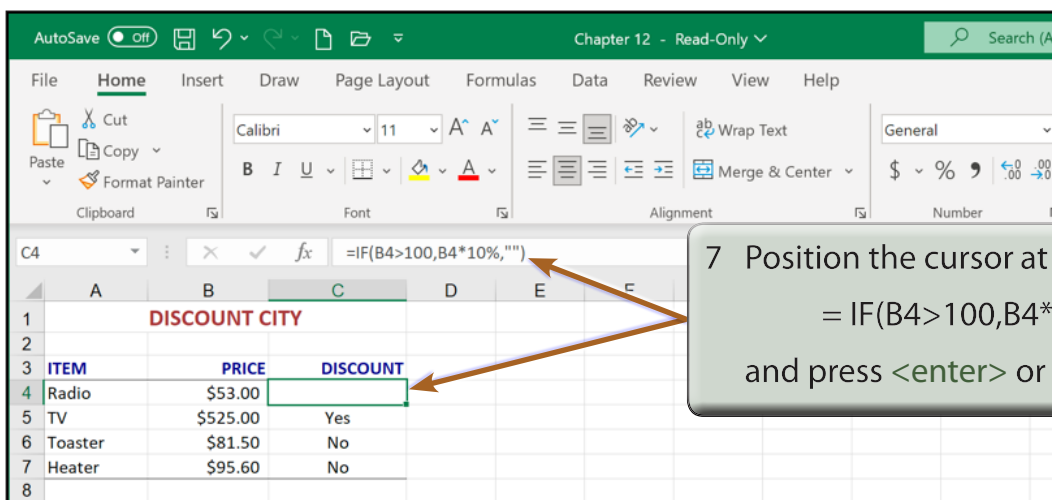 AutoSave Off Chapter 12 - Read-Only Search (A
File Home Insert Draw Page Layout Formulas Data Review View Help
Cut
Copy
Format Painter
Paste
Calibri 11 A A
B I U A
ab Wrap Text
Merge & Center
General
$ % 9 .00
Clipboard Font Alignment Number
C4 fx =IF(B4>100,B4*10%,"")
A B C D E F
1 DISCOUNT CITY
2
3 ITEM PRICE DISCOUNT
4 Radio $53.00
5 TV $525.00 Yes
6 Toaster $81.50 No
7 Heater $95.60 No
8
7 Position the cursor at
= IF(B4>100,B4*
and press <enter> or